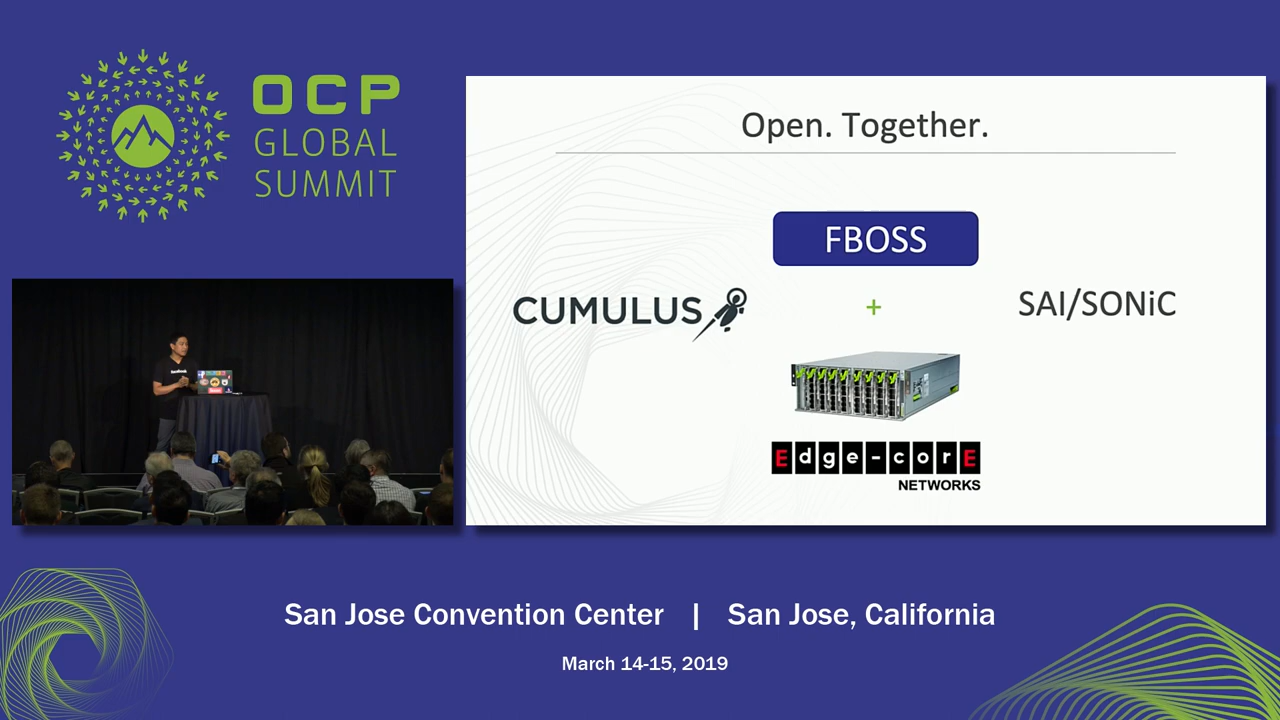 OCP
GLOBAL
SUMMIT
Open. Together.
FBOSS
CUMULUS
+
SAI/SONiC
Edge-corE
NETWORKS
facebook
San Jose Convention Center | San Jose, California
March 14-15, 2019